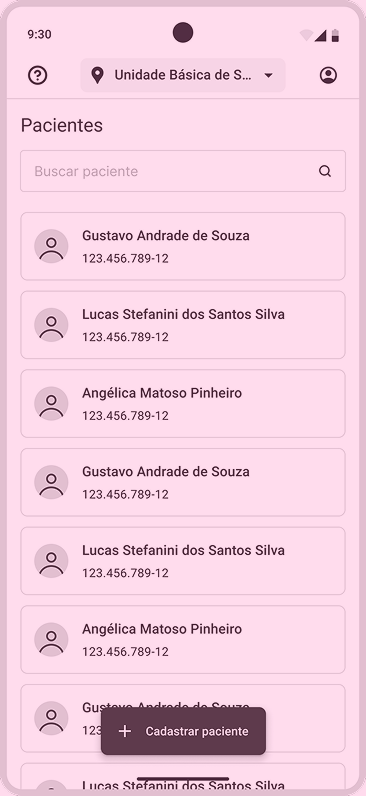 9:30
Unidade Básica de S...
Pacientes
Buscar paciente
Gustavo Andrade de Souza
123.456.789-12
Lucas Stefanini dos Santos Silva
123.456.789-12
Angélica Matoso Pinheiro
123.456.789-12
Gustavo Andrade de Souza
123.456.789-12
Lucas Stefanini dos Santos Silva
123.456.789-12
Angélica Matoso Pinheiro
123.456.789-12
Gustavo Andrade de Souza
123
Cadastrar paciente
Lucas Stefanini dos Santos Silva